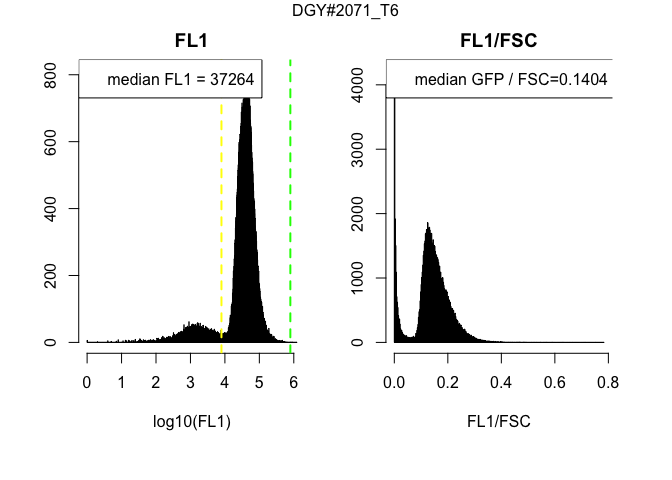 DGY#2071_T6
FL1
FL1/FSC
median FL1 = 37264
median GFP / FSC=0.1404
800
600
400
200
0
4000
3000
2000
1000
0
0 1 2 3 4 5 6
0.0 0.2 0.4 0.6 0.8
log10(FL1)
FL1/FSC